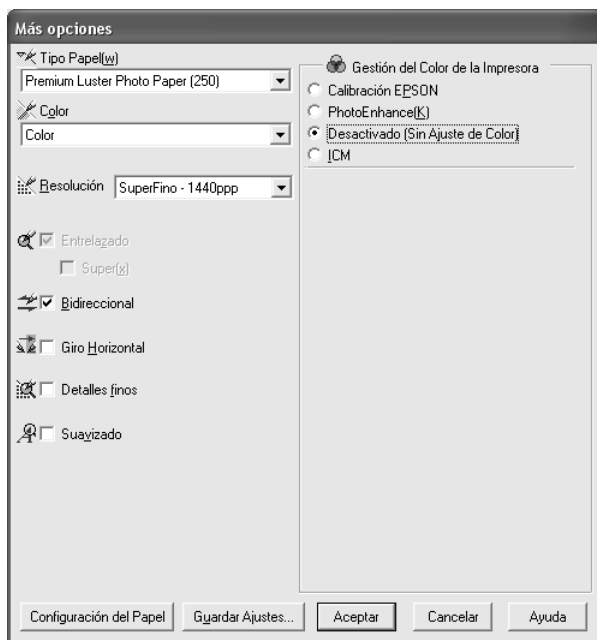 Más opciones
Tipo Papel(w)
Premium Luster Photo Paper (250)
Color
Color
Resolución SuperFino - 1440ppp
Entrelazado
Super(x)
Bidireccional
Giro Horizontal
Detalles finos
Suavizado
Gestión del Color de la Impresora
Calibración EPSON
PhotoEnhance(K)
Desactivado (Sin Ajuste de Color)
ICM
Configuración del Papel Guardar Ajustes... Aceptar Cancelar Ayuda